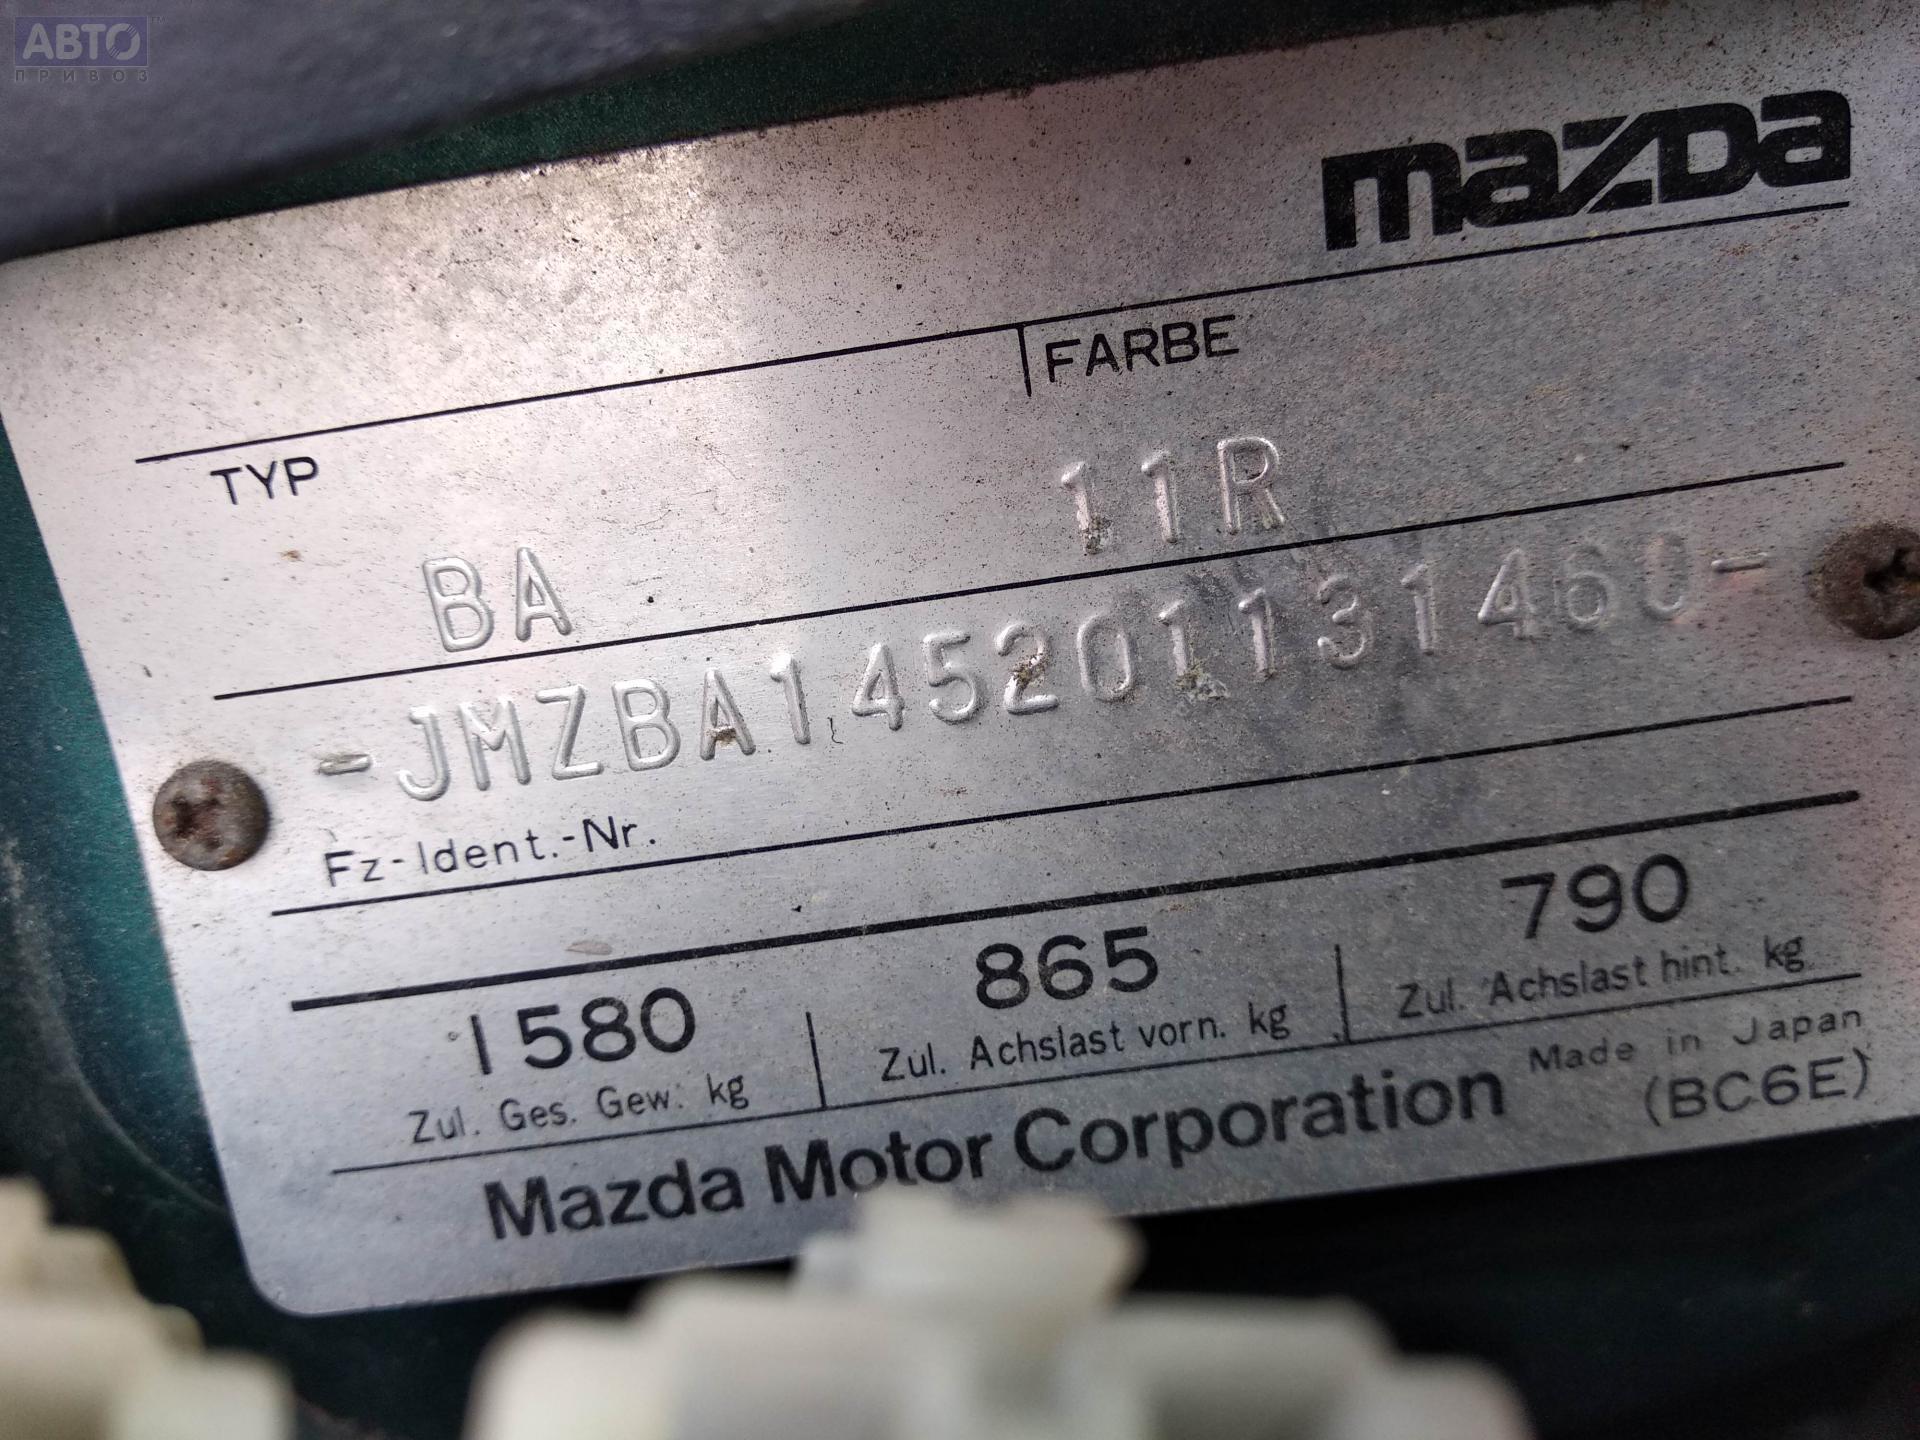 АВТО
ПРИВОЗ
mazda
FARBE
TYP
11R
BA
-JMZBA145201131460-
Fz-Ident.-Nr.
1580 865 790
Zul. Ges. Gew. kg Zul. Achslast vorn. kg Zul. Achslast hint. kg
Mazda Motor Corporation Made in Japan
(BC6E)